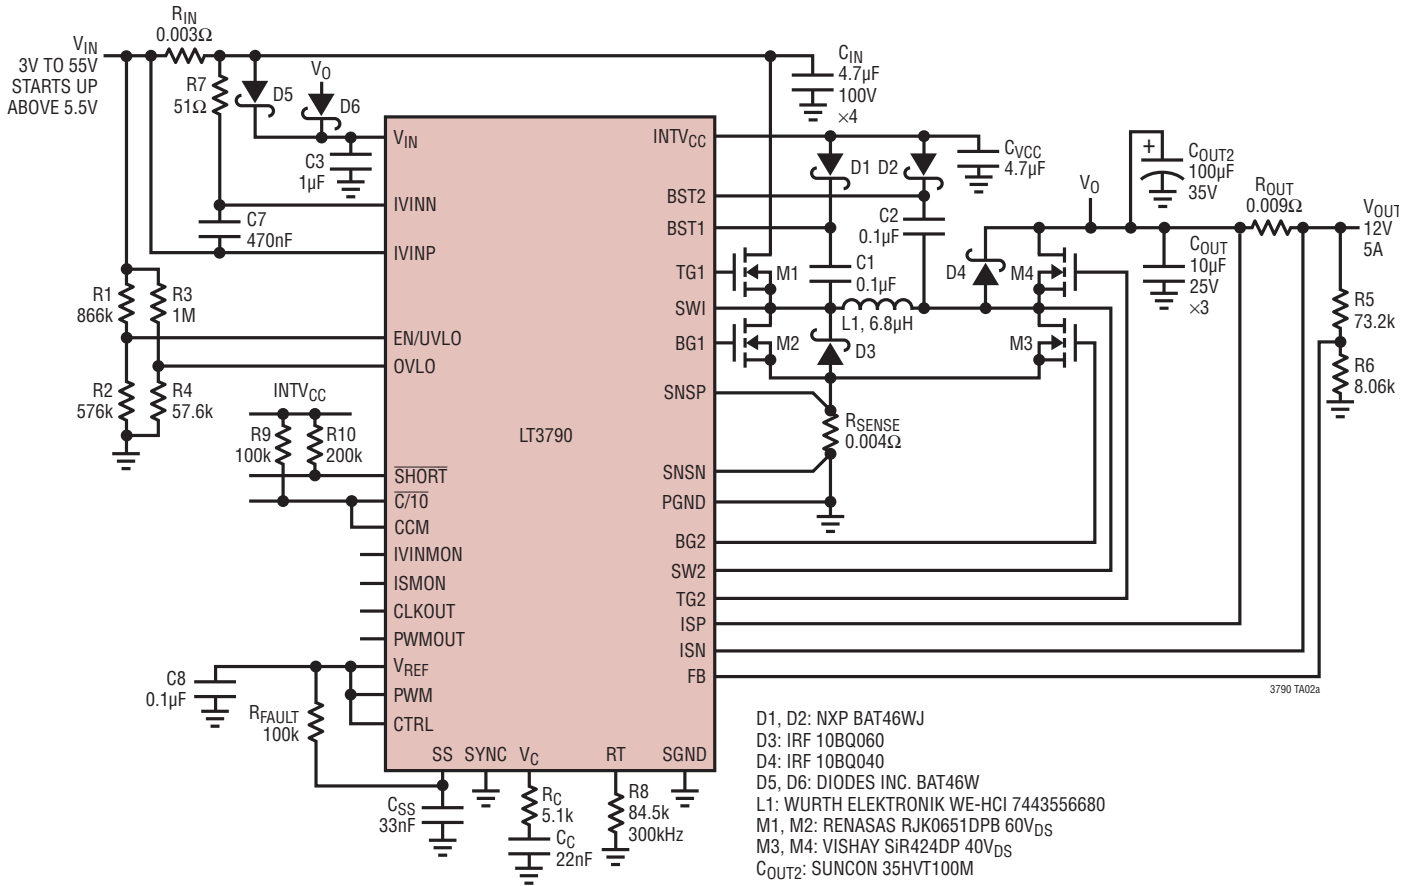 V_IN
3V TO 55V
STARTS UP
ABOVE 5.5V
R_IN
0.003Ω
R7
51Ω
D5
V_O
D6
C3
1µF
C7
470nF
R1
866k
R3
1M
R2
576k
R4
57.6k
INTV_CC
R9
100k
R10
200k
C8
0.1µF
R_FAULT
100k
C_SS
33nF
R_C
5.1k
C_C
22nF
R8
84.5k
300kHz
V_IN
IVINN
IVINP
EN/UVLO
OVLO
SHORT
C/10
CCM
IVINMON
ISMON
CLKOUT
PWMOUT
V_REF
PWM
CTRL
SS
SYNC
V_C
RT
SGND
LT3790
INTV_CC
BST2
BST1
TG1
SWI
BG1
SNSP
SNSN
PGND
BG2
SW2
TG2
ISP
ISN
FB
C_IN
4.7µF
100V
×4
D1
D2
C_VCC
4.7µF
C2
0.1µF
C1
0.1µF
M1
M2
L1, 6.8µH
D3
D4
M4
M3
R_SENSE
0.004Ω
V_O
+
C_OUT2
100µF
35V
C_OUT
10µF
25V
×3
R_OUT
0.009Ω
V_OUT
12V
5A
R5
73.2k
R6
8.06k
3790 TA02a
D1, D2: NXP BAT46WJ
D3: IRF 10BQ060
D4: IRF 10BQ040
D5, D6: DIODES INC. BAT46W
L1: WURTH ELEKTRONIK WE-HCI 7443556680
M1, M2: RENASAS RJK0651DPB 60V_DS
M3, M4: VISHAY SiR424DP 40V_DS
C_OUT2: SUNCON 35HVT100M